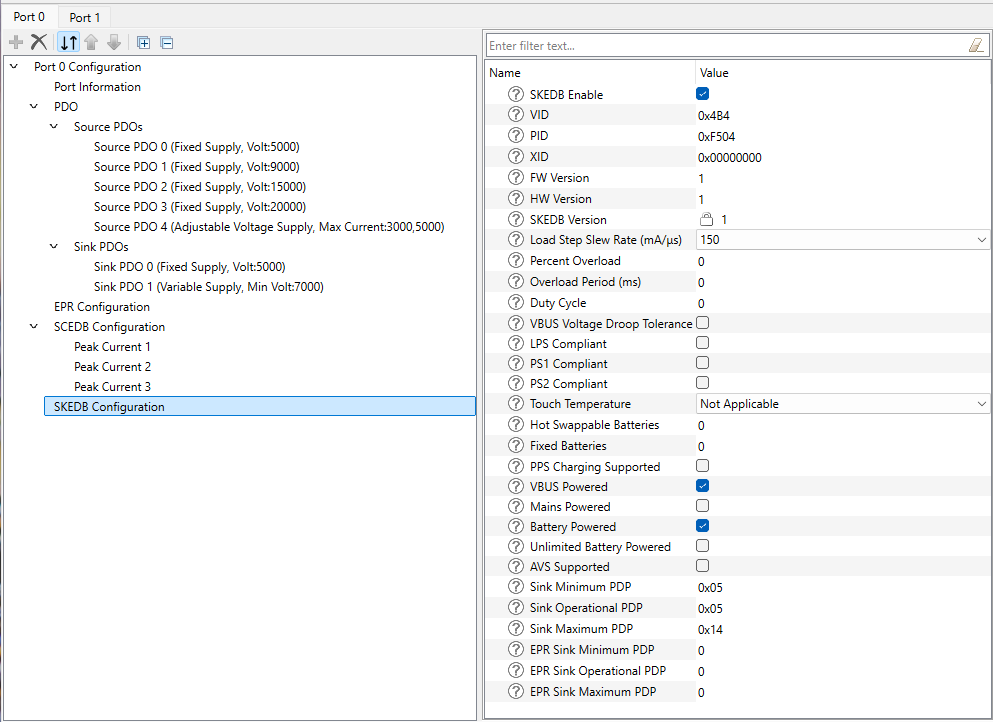 Port 0 Port 1
Port 0 Configuration
Port Information
PDO
Source PDOs
Source PDO 0 (Fixed Supply, Volt:5000)
Source PDO 1 (Fixed Supply, Volt:9000)
Source PDO 2 (Fixed Supply, Volt:15000)
Source PDO 3 (Fixed Supply, Volt:20000)
Source PDO 4 (Adjustable Voltage Supply, Max Current:3000,5000)
Sink PDOs
Sink PDO 0 (Fixed Supply, Volt:5000)
Sink PDO 1 (Variable Supply, Min Volt:7000)
EPR Configuration
SCEDB Configuration
Peak Current 1
Peak Current 2
Peak Current 3
SKEDB Configuration
Enter filter text...
Name Value
SKEDB Enable
VID 0x4B4
PID 0xF504
XID 0x00000000
FW Version 1
HW Version 1
SKEDB Version 1
Load Step Slew Rate (mA/µs) 150
Percent Overload 0
Overload Period (ms) 0
Duty Cycle 0
VBUS Voltage Droop Tolerance
LPS Compliant
PS1 Compliant
PS2 Compliant
Touch Temperature Not Applicable
Hot Swappable Batteries 0
Fixed Batteries 0
PPS Charging Supported
VBUS Powered
Mains Powered
Battery Powered
Unlimited Battery Powered
AVS Supported
Sink Minimum PDP 0x05
Sink Operational PDP 0x05
Sink Maximum PDP 0x14
EPR Sink Minimum PDP 0
EPR Sink Operational PDP 0
EPR Sink Maximum PDP 0